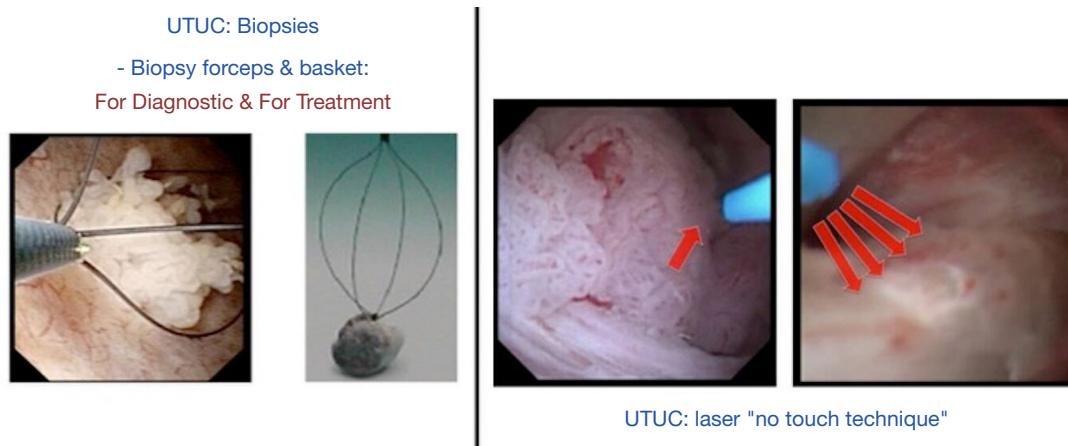 UTUC: Biopsies
- Biopsy forceps & basket:
For Diagnostic & For Treatment
UTUC: laser "no touch technique"